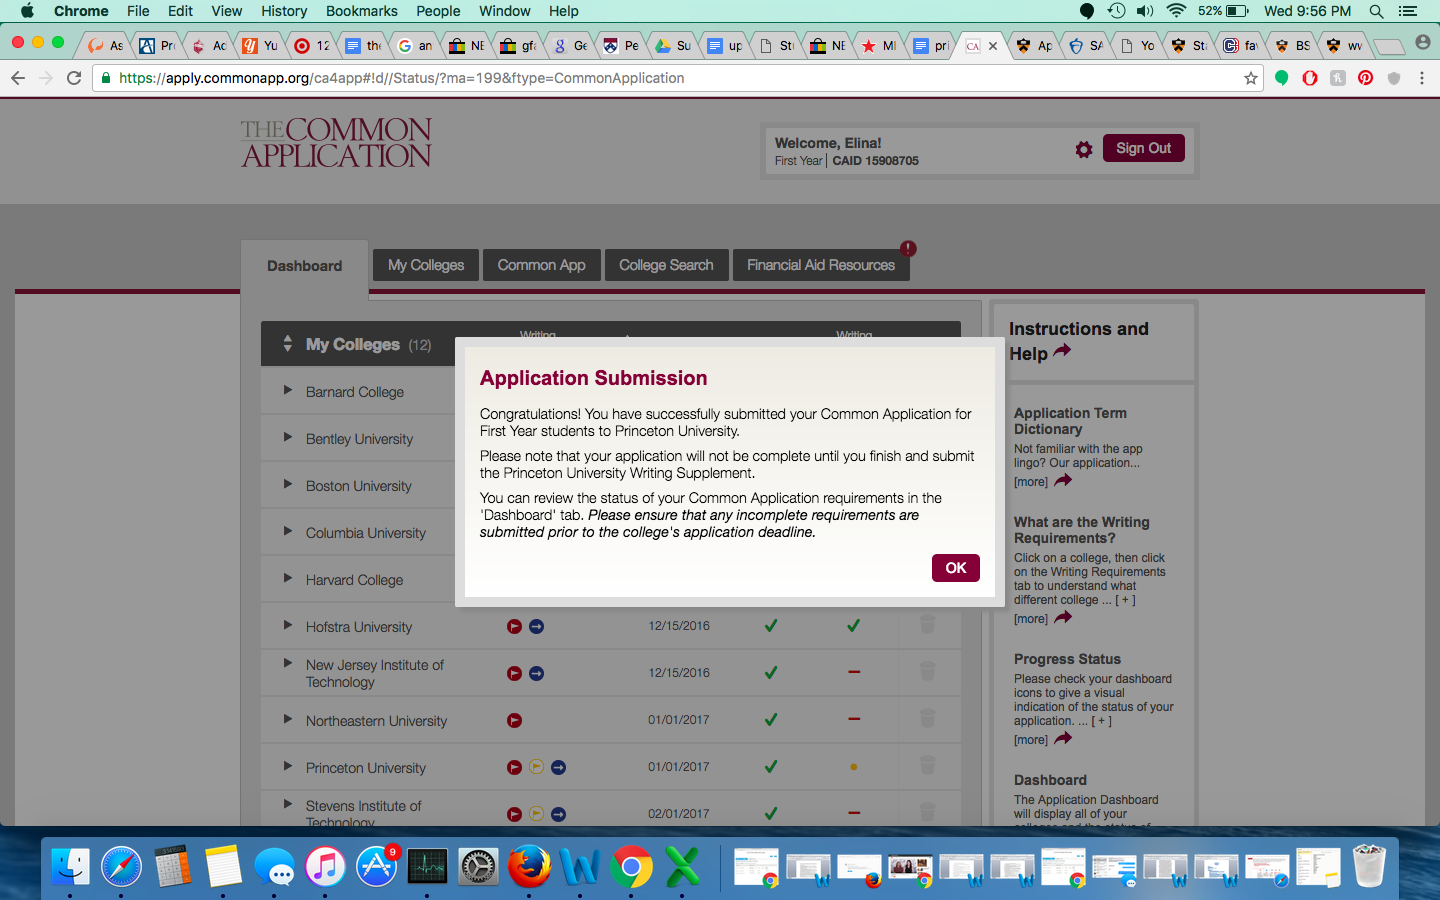 Chrome File Edit View History Bookmarks People Window Help 52% Wed 9:56 PM
As Pr Ac Yu 12 the an NE gf Ge Pe Su up St NE MI pri CA Ap SA Yo St fav BS wv
https://apply.commonapp.org/ca4app#!d//Status/?ma=199&ftype=CommonApplication
THE COMMON
APPLICATION
Welcome, Elina!
First Year | CAID 15908705
Sign Out
Dashboard My Colleges Common App College Search Financial Aid Resources
My Colleges (12)
Writing Writing
Barnard College
Bentley University
Boston University
Columbia University
Harvard College
Hofstra University 12/15/2016
New Jersey Institute of
Technology 12/15/2016
Northeastern University 01/01/2017
Princeton University 01/01/2017
Stevens Institute of
Technology 02/01/2017
Application Submission
Congratulations! You have successfully submitted your Common Application for
First Year students to Princeton University.
Please note that your application will not be complete until you finish and submit
the Princeton University Writing Supplement.
You can review the status of your Common Application requirements in the
'Dashboard' tab. Please ensure that any incomplete requirements are
submitted prior to the college's application deadline.
OK
Instructions and
Help
Application Term
Dictionary
Not familiar with the app
lingo? Our application...
[more]
What are the Writing
Requirements?
Click on a college, then click
on the Writing Requirements
tab to understand what
different college ... [ + ]
[more]
Progress Status
Please check your dashboard
icons to give a visual
indication of the status of your
application. ... [ + ]
[more]
Dashboard
The Application Dashboard
will display all of your
colleges and the status of
9